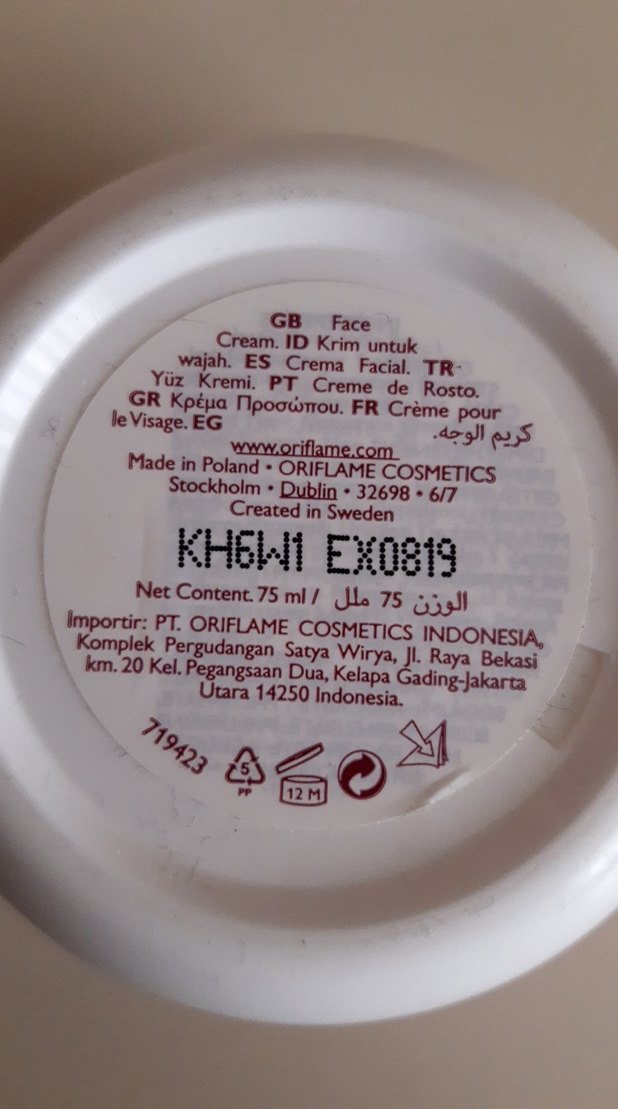 GB Face
Cream. ID Krim untuk
wajah. ES Crema Facial. TR-
Yüz Kremi. PT Creme de Rosto.
GR Κρέμα Προσώπου. FR Crème pour
le Visage. EG كريم الوجه.
www.oriflame.com
Made in Poland • ORIFLAME COSMETICS
Stockholm • Dublin • 32698 • 6/7
Created in Sweden
KH6W1 EX0819
Net Content. 75 ml / الوزن 75 ملل
Importir: PT. ORIFLAME COSMETICS INDONESIA,
Komplek Pergudangan Satya Wirya, Jl. Raya Bekasi
km. 20 Kel. Pegangsaan Dua, Kelapa Gading-Jakarta
Utara 14250 Indonesia.
719423
5
PP
12 M